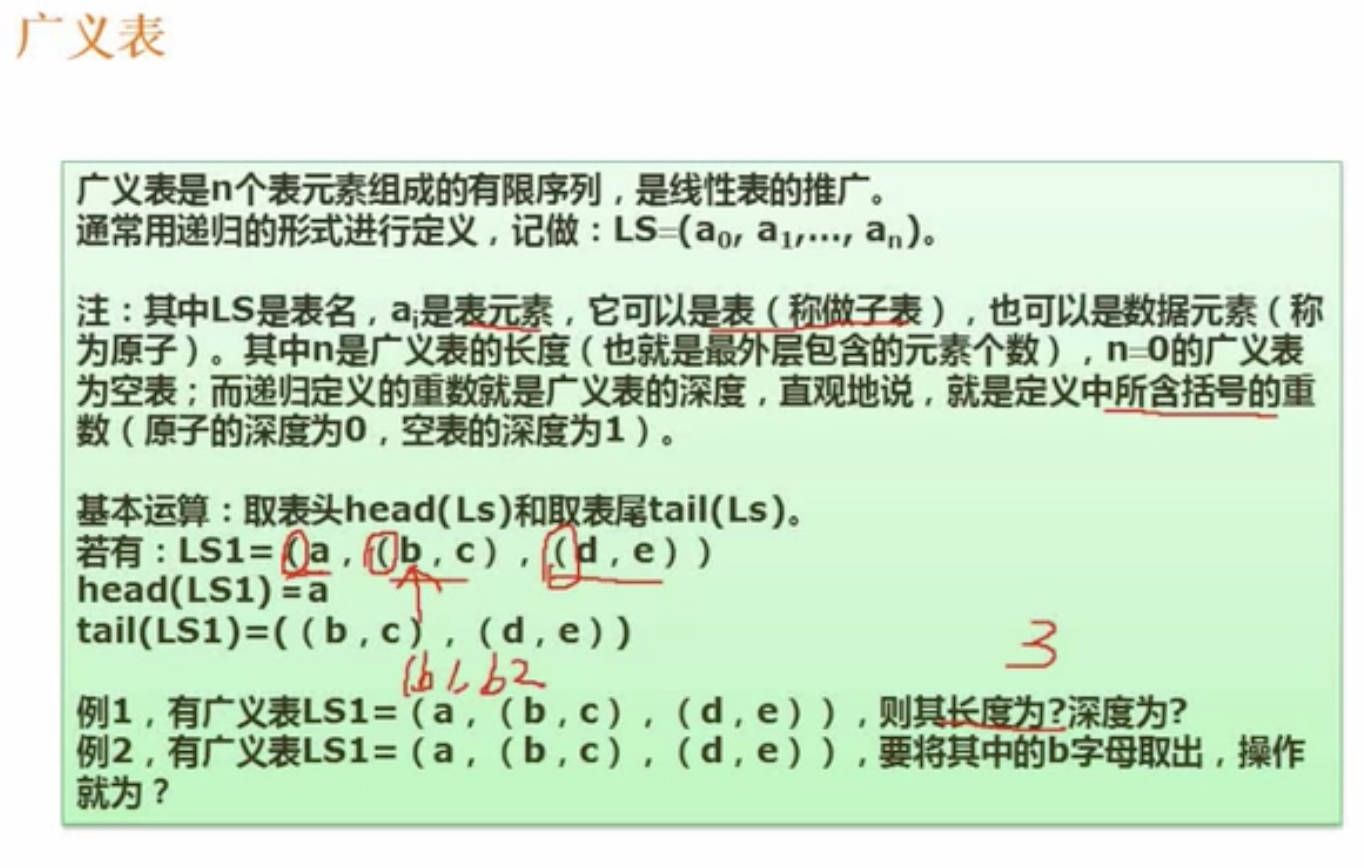 广义表
广义表是n个表元素组成的有限序列，是线性表的推广。
通常用递归的形式进行定义，记做：LS=(a₀, a₁,..., aₙ)。
注：其中LS是表名，aᵢ是表元素，它可以是表（称做子表），也可以是数据元素（称
为原子）。其中n是广义表的长度（也就是最外层包含的元素个数），n=0的广义表
为空表；而递归定义的重数就是广义表的深度，直观地说，就是定义中所含括号的重
数（原子的深度为0，空表的深度为1）。
基本运算：取表头head(Ls)和取表尾tail(Ls)。
若有：LS1=（a，（b，c），（d，e））
head(LS1)=a
tail(LS1)=(（b，c），（d，e）)
3
(b1, b2
例1，有广义表LS1=（a，（b，c），（d，e）），则其长度为?深度为?
例2，有广义表LS1=（a，（b，c），（d，e）），要将其中的b字母取出，操作
就为？